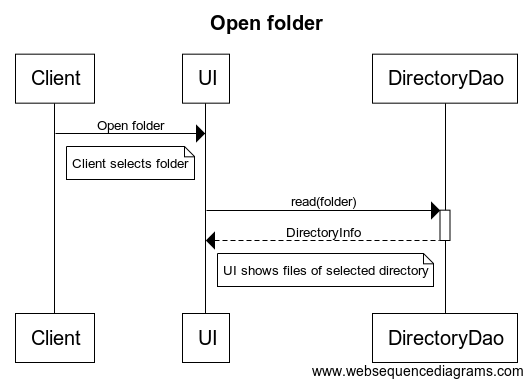 Open folder
Client
UI
DirectoryDao
Open folder
Client selects folder
read(folder)
DirectoryInfo
UI shows files of selected directory
Client
UI
DirectoryDao
www.websequencediagrams.com